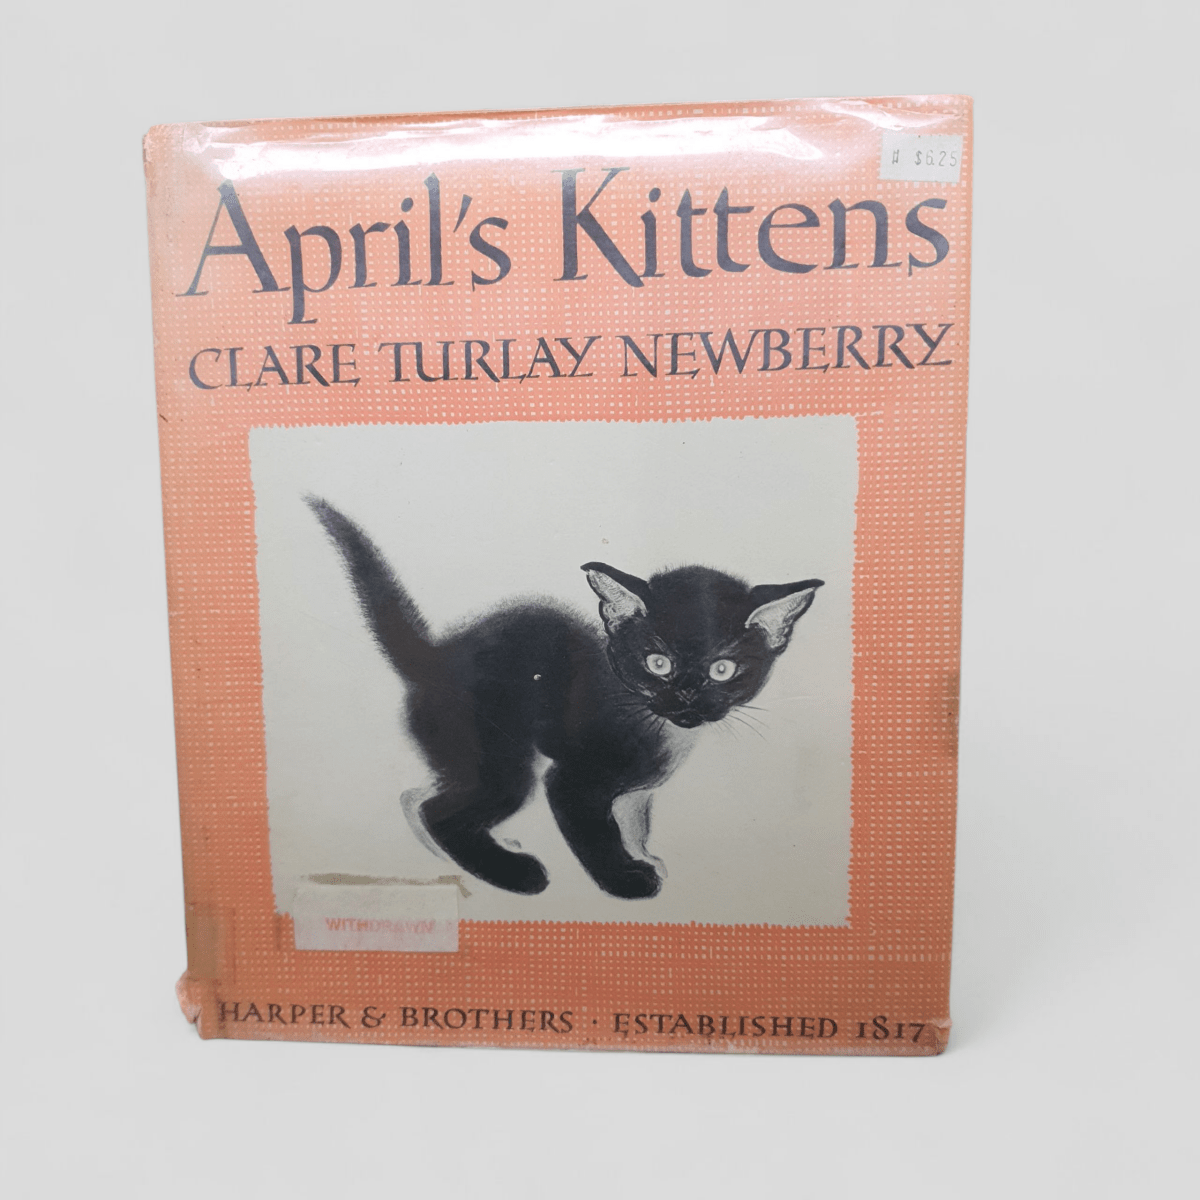 # $6.25
April's Kittens
CLARE TURLAY NEWBERRY
WITHDRAWN
HARPER & BROTHERS · ESTABLISHED 1817